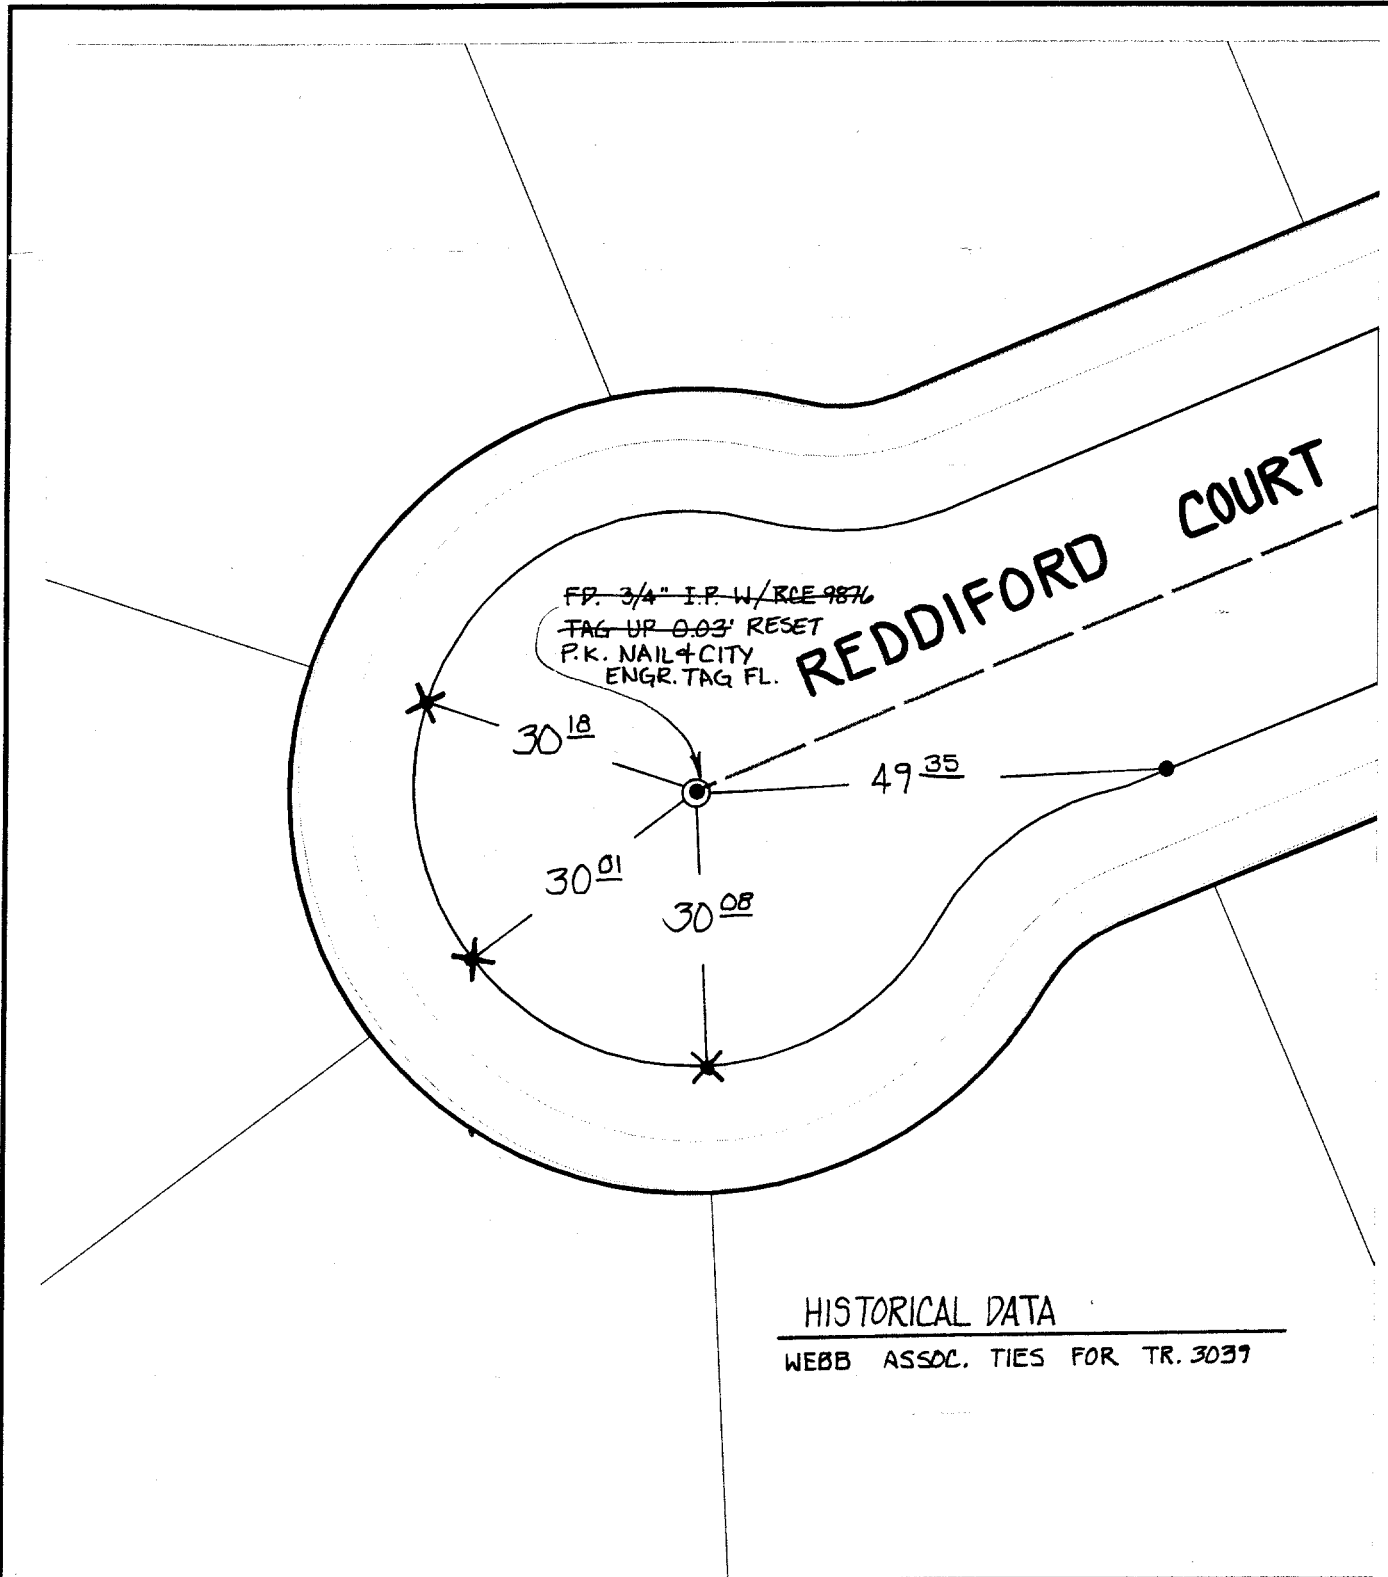 FD. 3/4" I.P. W/RCE 9876
TAG UP 0.03' RESET
P.K. NAIL & CITY
ENGR. TAG FL.
REDDIFORD COURT
30 18
49 35
30 01
30 08
HISTORICAL DATA
WEBB ASSOC. TIES FOR TR. 3039